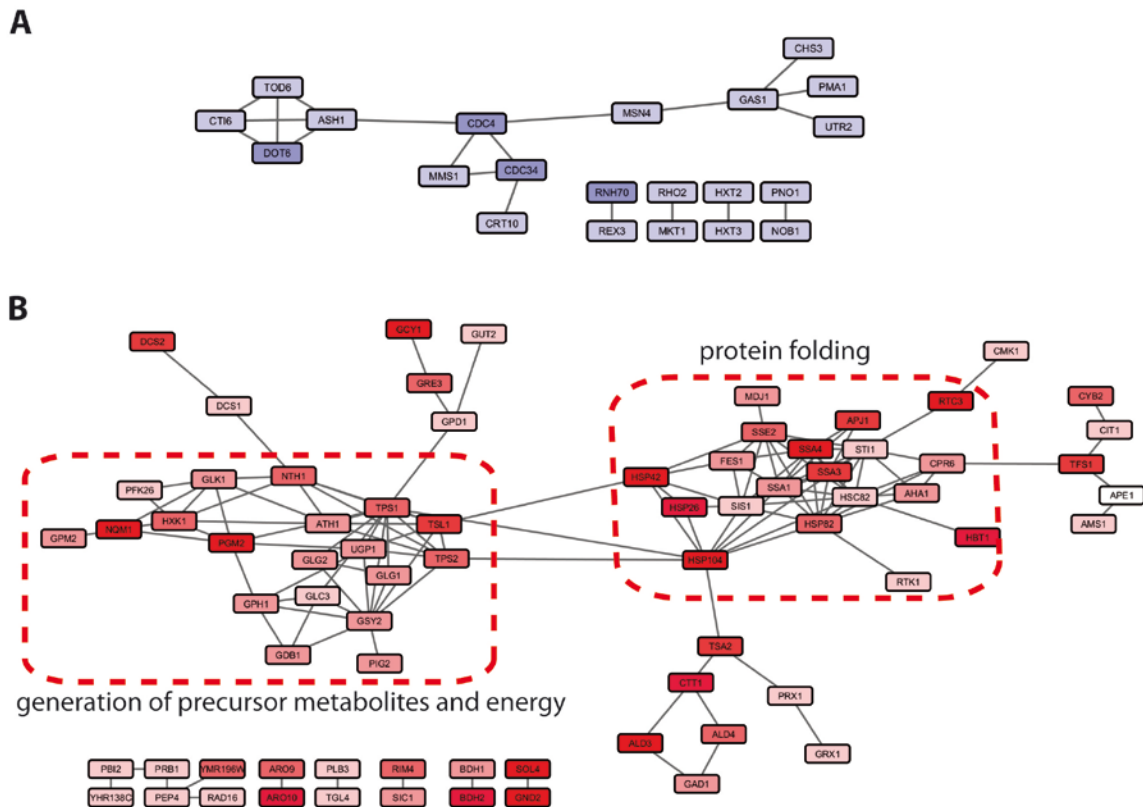 A
CHS3
TOD6
PMA1
GAS1
CTI6
ASH1
CDC4
MSN4
UTR2
DOT6
MMS1
CDC34
RNH70
RHO2
HXT2
PNO1
CRT10
REX3
MKT1
HXT3
NOB1
B
DCS2
GCY1
GUT2
protein folding
CMK1
GRE3
MDJ1
RTC3
CYB2
DCS1
GPD1
APJ1
SSE2
CIT1
SSA4
STI1
FES1
CPR6
TFS1
GLK1
NTH1
HSP42
SSA3
PFK26
SSA1
AHA1
APE1
TPS1
HSP26
SIS1
HSC82
NQM1
HXK1
ATH1
TSL1
HSP82
AMS1
GPM2
PGM2
UGP1
HBT1
GLG2
TPS2
HSP104
GLG1
RTK1
GLC3
GPH1
GSY2
TSA2
GDB1
PIG2
CTT1
generation of precursor metabolites and energy
PRX1
ALD3
ALD4
GRX1
PBI2
PRB1
YMR196W
ARO9
PLB3
RIM4
BDH1
SOL4
GAD1
YHR138C
PEP4
RAD16
ARO10
TGL4
SIC1
BDH2
GND2